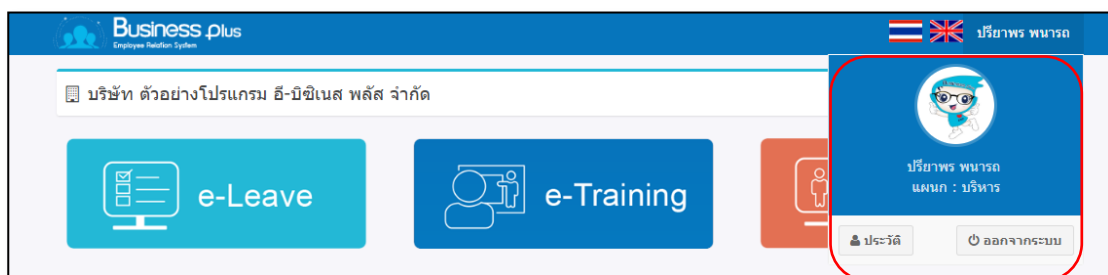 Business Plus
Employee Relation System
ปรียาพร พนารถ
บริษัท ตัวอย่างโปรแกรม อี-บิซิเนส พลัส จำกัด
e-Leave
e-Training
ปรียาพร พนารถ
แผนก : บริหาร
ประวัติ
ออกจากระบบ